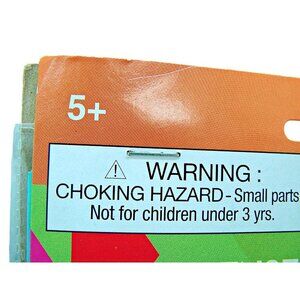 5+
⚠ WARNING :
CHOKING HAZARD - Small parts
Not for children under 3 yrs.